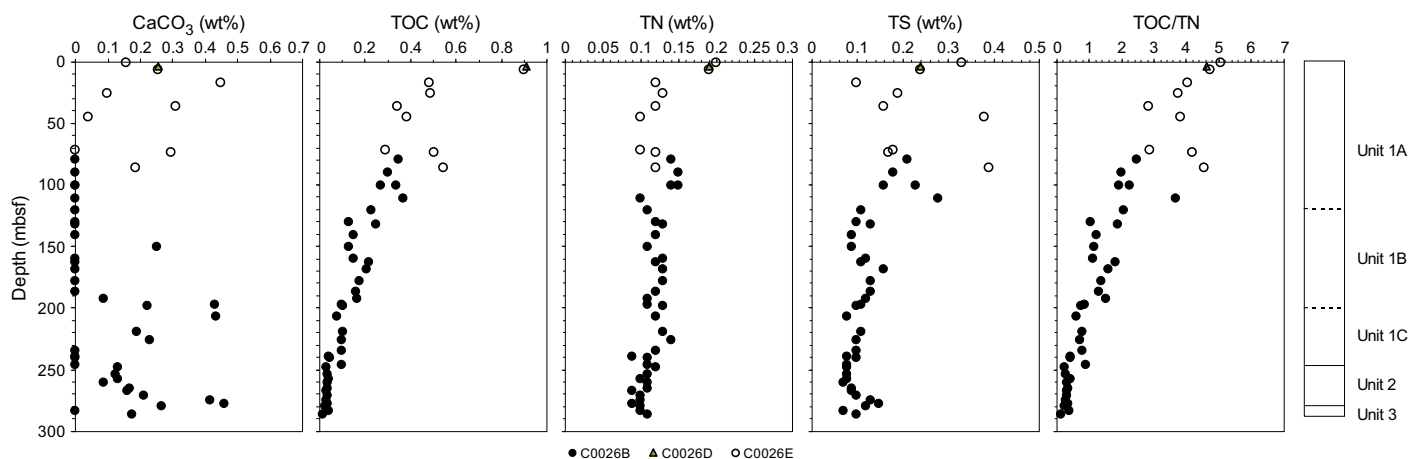 CaCO3 (wt%) TOC (wt%) TN (wt%) TS (wt%) TOC/TN
0 0.1 0.2 0.3 0.4 0.5 0.6 0.7 0 0.2 0.4 0.6 0.8 1 0 0.05 0.1 0.15 0.2 0.25 0.3 0 0.1 0.2 0.3 0.4 0.5 0 1 2 3 4 5 6 7
0
50
100
150
200
250
300
Depth (mbsf)
Unit 1A
Unit 1B
Unit 1C
Unit 2
Unit 3
C0026B C0026D C0026E